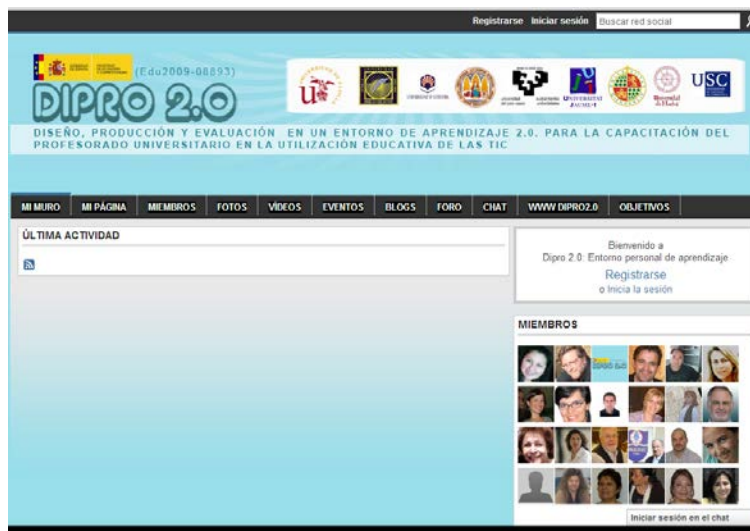 Registrarse Iniciar sesión Buscar red social
(Edu2009-08893)
DIPRO 2.0
USC
DISEÑO, PRODUCCIÓN Y EVALUACIÓN EN UN ENTORNO DE APRENDIZAJE 2.0. PARA LA CAPACITACIÓN DEL
PROFESORADO UNIVERSITARIO EN LA UTILIZACIÓN EDUCATIVA DE LAS TIC
MI MURO MI PÁGINA MIEMBROS FOTOS VÍDEOS EVENTOS BLOGS FORO CHAT WWW DIPRO2.0 OBJETIVOS
ÚLTIMA ACTIVIDAD
Bienvenido a
Dipro 2.0: Entorno personal de aprendizaje
Registrarse
o Inicia la sesión
MIEMBROS
Iniciar sesión en el chat